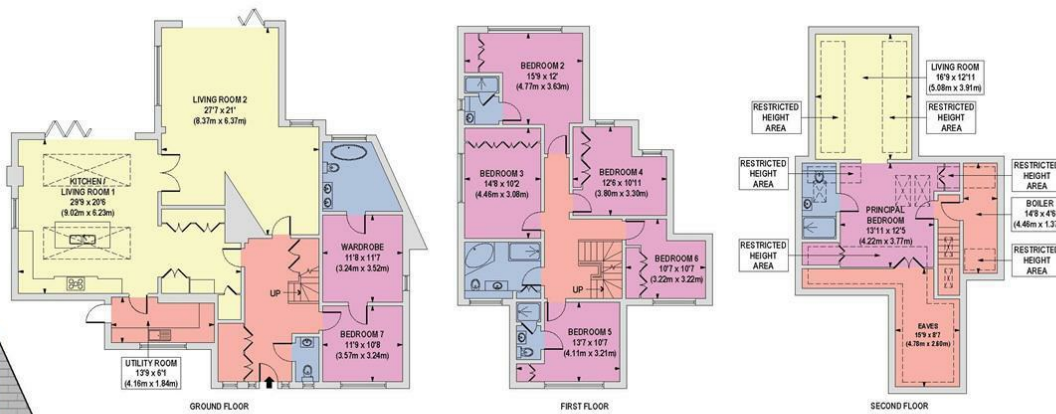 LIVING ROOM 2
27'7 x 21'
(8.37m x 6.37m)
KITCHEN /
LIVING ROOM 1
29'9 x 20'6
(9.02m x 6.23m)
WARDROBE
11'8 x 11'7
(3.24m x 3.52m)
UP
BEDROOM 7
11'9 x 10'8
(3.57m x 3.24m)
UTILITY ROOM
13'9 x 6'1
(4.16m x 1.84m)
GROUND FLOOR
BEDROOM 2
15'9 x 12'
(4.77m x 3.63m)
BEDROOM 3
14'8 x 10'2
(4.46m x 3.08m)
BEDROOM 4
12'6 x 10'11
(3.80m x 3.30m)
BEDROOM 6
10'7 x 10'7
(3.22m x 3.22m)
UP
BEDROOM 5
13'7 x 10'7
(4.11m x 3.21m)
FIRST FLOOR
LIVING ROOM
16'9 x 12'11
(5.08m x 3.91m)
RESTRICTED
HEIGHT
AREA
RESTRICTED
HEIGHT
AREA
RESTRICTED
HEIGHT
AREA
RESTRICTED
HEIGHT
AREA
PRINCIPAL
BEDROOM
13'11 x 12'5
(4.22m x 3.77m)
BOILER
14'8 x 4'6
(4.46m x 1.37
RESTRICTED
HEIGHT
AREA
RESTRICTED
HEIGHT
AREA
EAVES
15'9 x 8'7
(4.78m x 2.60m)
SECOND FLOOR